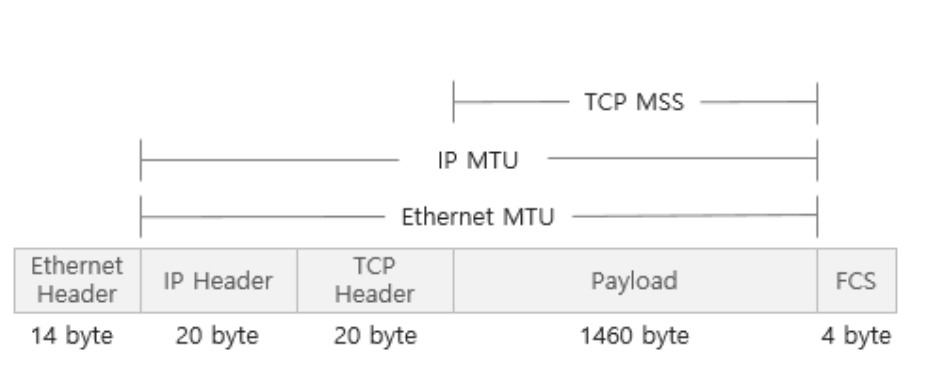 TCP MSS
IP MTU
Ethernet MTU
Ethernet
Header
IP Header
TCP
Header
Payload
FCS
14 byte
20 byte
20 byte
1460 byte
4 byte